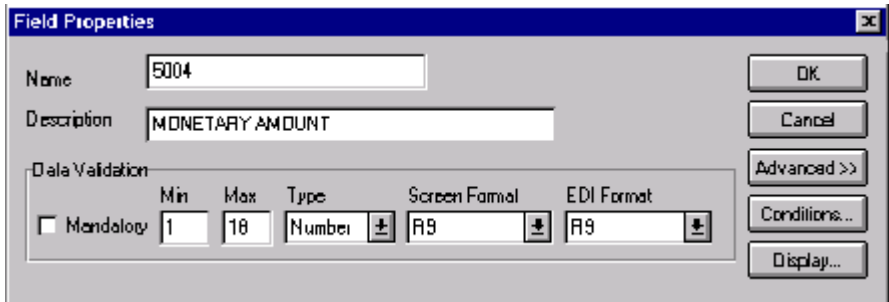 Field Properties
Name
5004
OK
Description
MONETARY AMOUNT
Cancel
Data Validation
Advanced >>
Min Max Type Screen Format EDI Format
Mandatory 1 18 Number R9 R9
Conditions...
Display...